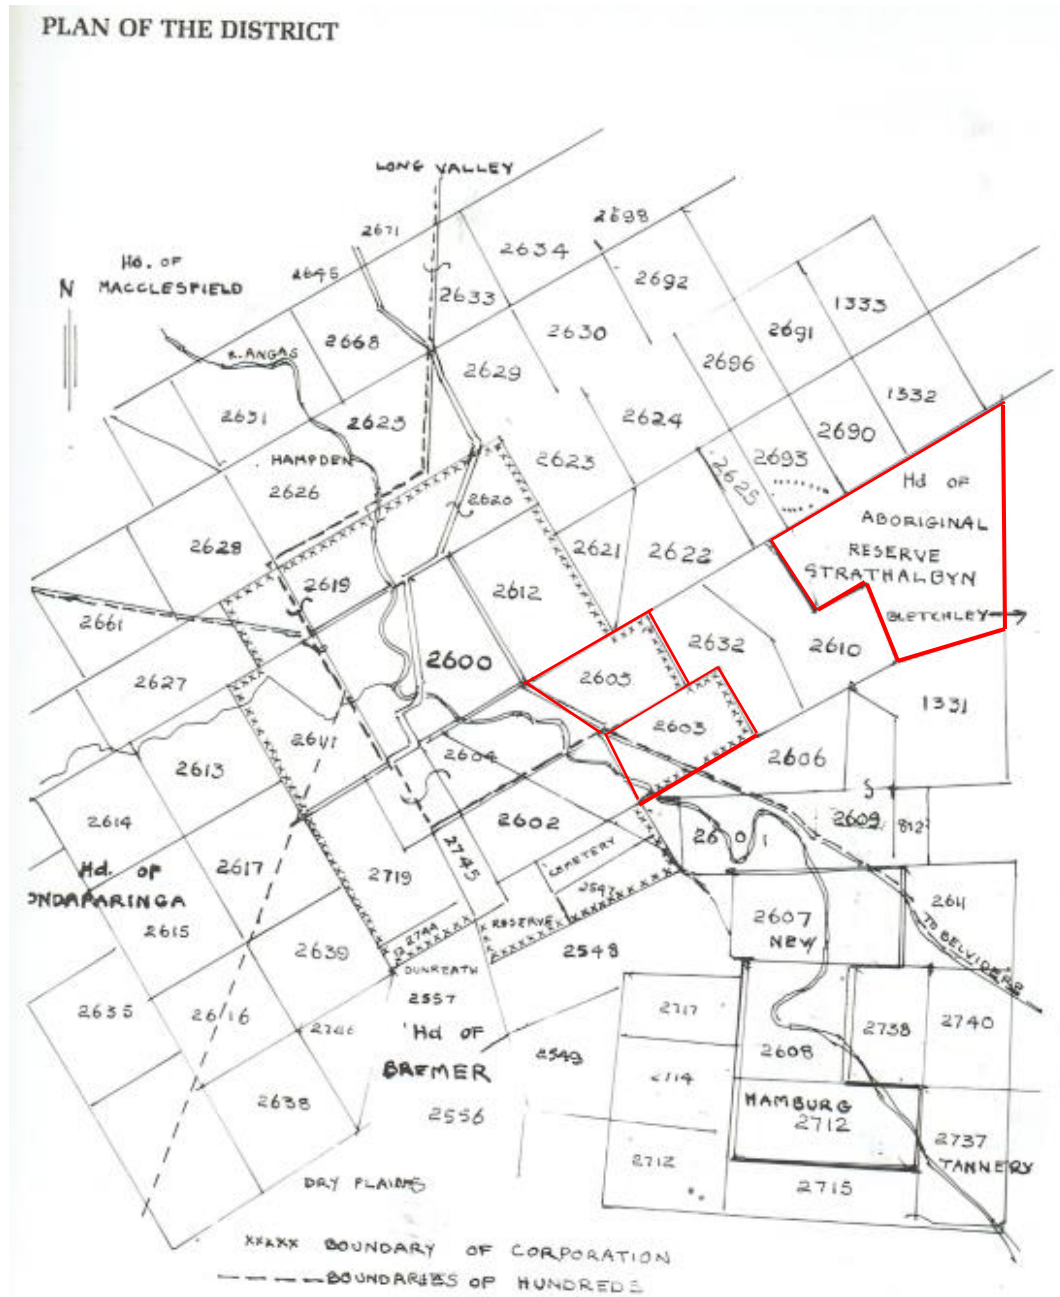 PLAN OF THE DISTRICT
LONG VALLEY
2671
2698
2634
Hd. OF
MACCLESFIELD
N
2645
2633
2692
1333
2668
2630
2691
R. ANGAS
2629
2696
2631
2625
2624
1332
2690
HAMPDEN
2623
2693
2625
2626
2620
Hd OF
ABORIGINAL
RESERVE
STRATHALBYN
BLETCHLEY
2628
2621
2622
2619
2612
2661
2600
2632
2610
2627
2605
1331
2641
2603
2613
2604
2606
2614
2602
2609
812
2601
2617
2745
CEMETERY
Hd. OF
ONDAPARINGA
2719
2547
2607
NEW
2611
2615
2744
RESERVE
2639
2548
TO BELVIDERE
DUNREATH
2557
2635
2616
2746
Hd OF
BREMER
2717
2738
2740
2549
2608
2114
2638
2556
HAMBURG
2712
2737
TANNERY
2712
2715
DRY PLAINS
xxxxx BOUNDARY OF CORPORATION
----- BOUNDARIES OF HUNDREDS